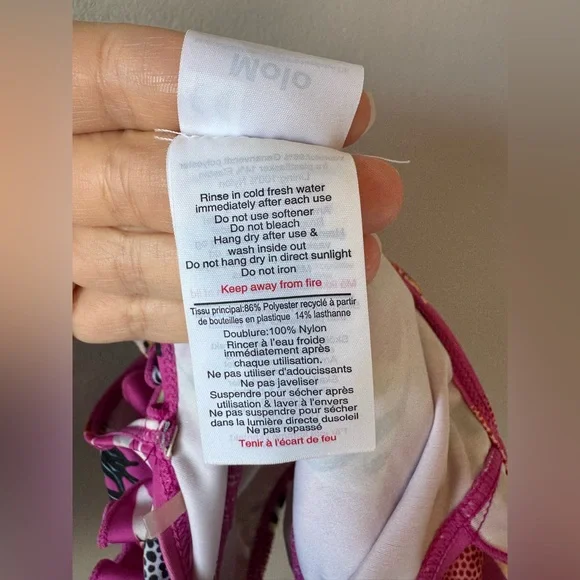 Molo
Rinse in cold fresh water
immediately after each use
Do not use softener
Do not bleach
Hang dry after use &
wash inside out
Do not hang dry in direct sunlight
Do not iron
Keep away from fire
Tissu principal:86% Polyester recyclé à partir
de bouteilles en plastique 14% lasthanne
Doublure:100% Nylon
Rincer à l'eau froide
immédiatement après
chaque utilisation.
Ne pas utiliser d'adoucissants
Ne pas javeliser
Suspendre pour sécher après
utilisation & laver à l'envers
Ne pas suspendre pour sécher
dans la lumière directe dusoleil
Ne pas repassé
Tenir à l'écart de feu